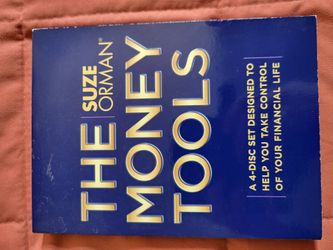 SUZE
ORMAN®
THE
MONEY
TOOLS
A 4-DISC SET DESIGNED TO
HELP YOU TAKE CONTROL
OF YOUR FINANCIAL LIFE